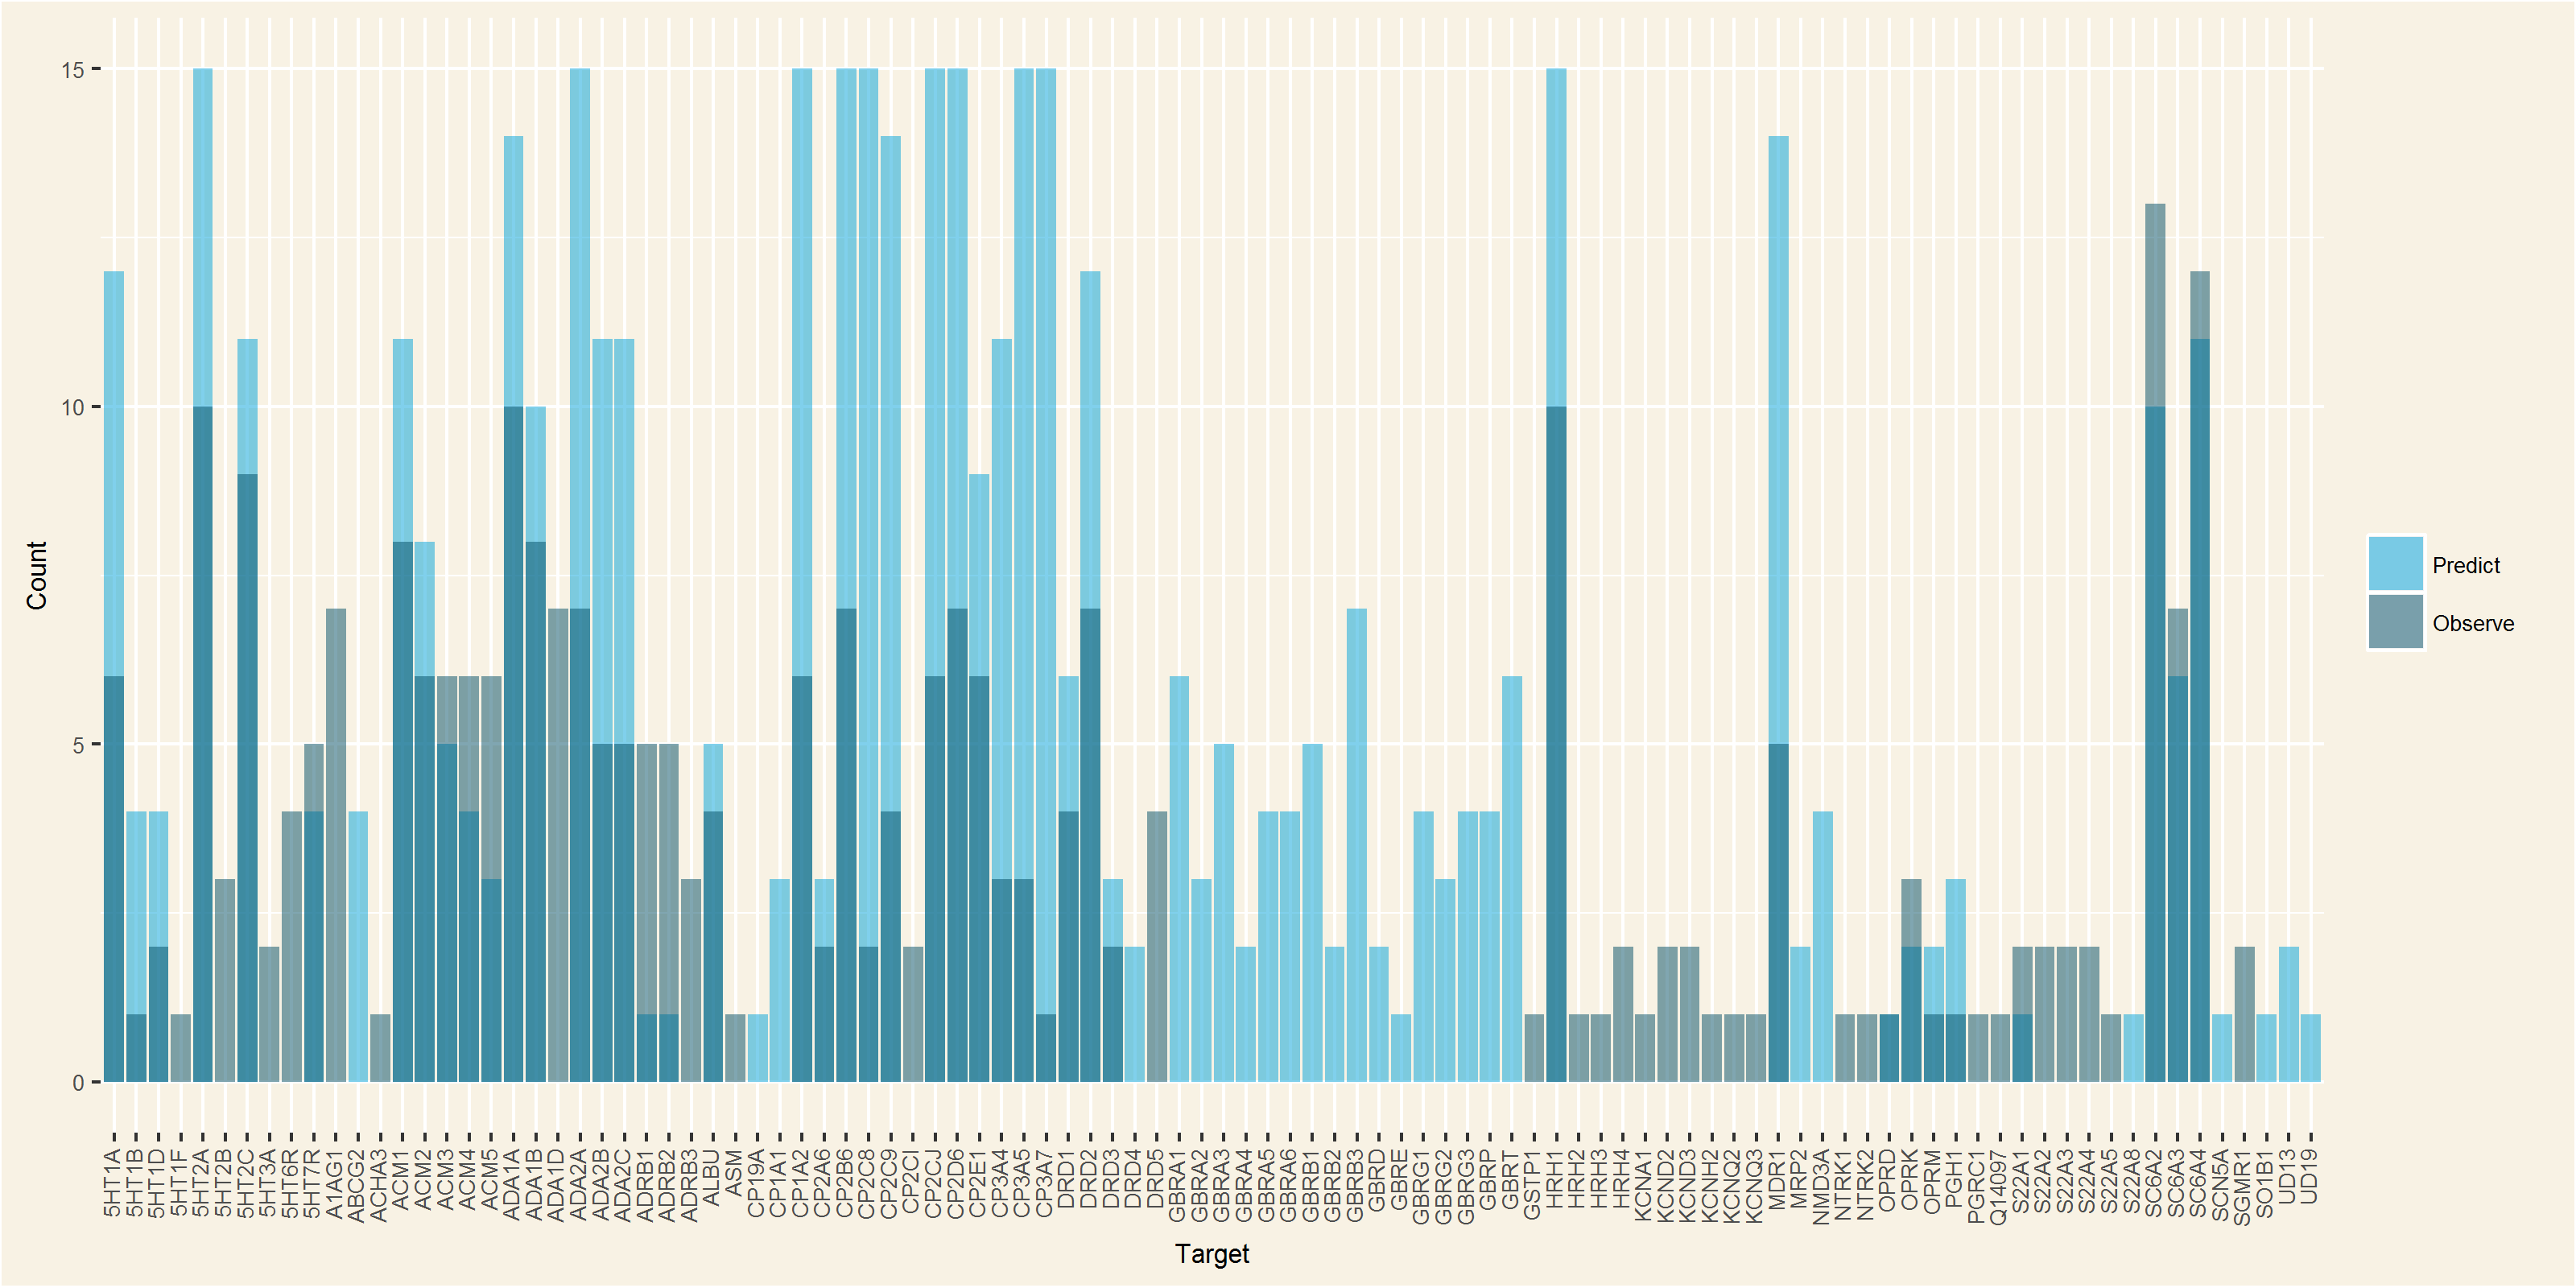 15
10
5
0
Count
5HT1A
5HT1B
5HT1D
5HT1F
5HT2A
5HT2B
5HT2C
5HT3A
5HT6R
5HT7R
A1AG1
ABCG2
ACHA3
ACM1
ACM2
ACM3
ACM4
ACM5
ADA1A
ADA1B
ADA1D
ADA2A
ADA2B
ADA2C
ADRB1
ADRB2
ADRB3
ALBU
ASM
CP19A
CP1A1
CP1A2
CP2A6
CP2B6
CP2C8
CP2C9
CP2CI
CP2CJ
CP2D6
CP2E1
CP3A4
CP3A5
CP3A7
DRD1
DRD2
DRD3
DRD4
DRD5
GBRA1
GBRA2
GBRA3
GBRA4
GBRA5
GBRA6
GBRB1
GBRB2
GBRB3
GBRD
GBRE
GBRG1
GBRG2
GBRG3
GBRP
GBRT
GSTP1
HRH1
HRH2
HRH3
HRH4
KCNA1
KCND2
KCND3
KCNH2
KCNQ2
KCNQ3
MDR1
MRP2
NMD3A
NTRK1
NTRK2
OPRD
OPRK
OPRM
PGH1
PGRC1
Q14097
S22A1
S22A2
S22A3
S22A4
S22A5
S22A8
SC6A2
SC6A3
SC6A4
SCN5A
SGMR1
SO1B1
UD13
UD19
Target
Predict
Observe